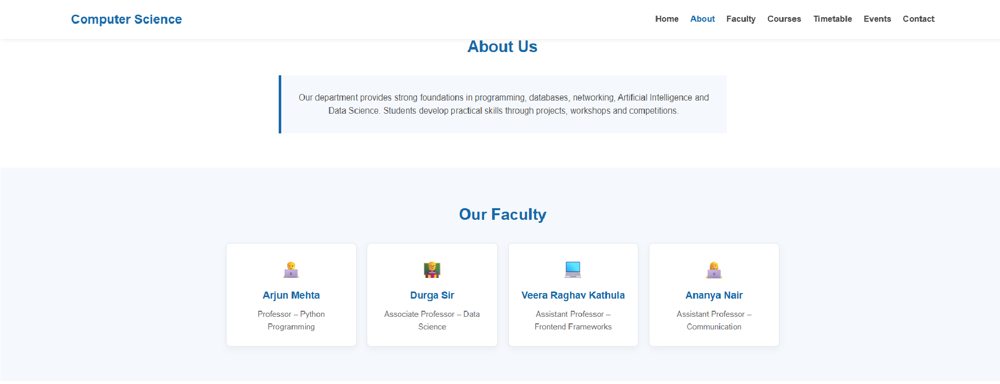 Computer Science
Home About Faculty Courses Timetable Events Contact
About Us
Our department provides strong foundations in programming, databases, networking, Artificial Intelligence and
Data Science. Students develop practical skills through projects, workshops and competitions.
Our Faculty
Arjun Mehta
Professor – Python
Programming
Durga Sir
Associate Professor – Data
Science
Veera Raghav Kathula
Assistant Professor –
Frontend Frameworks
Ananya Nair
Assistant Professor –
Communication